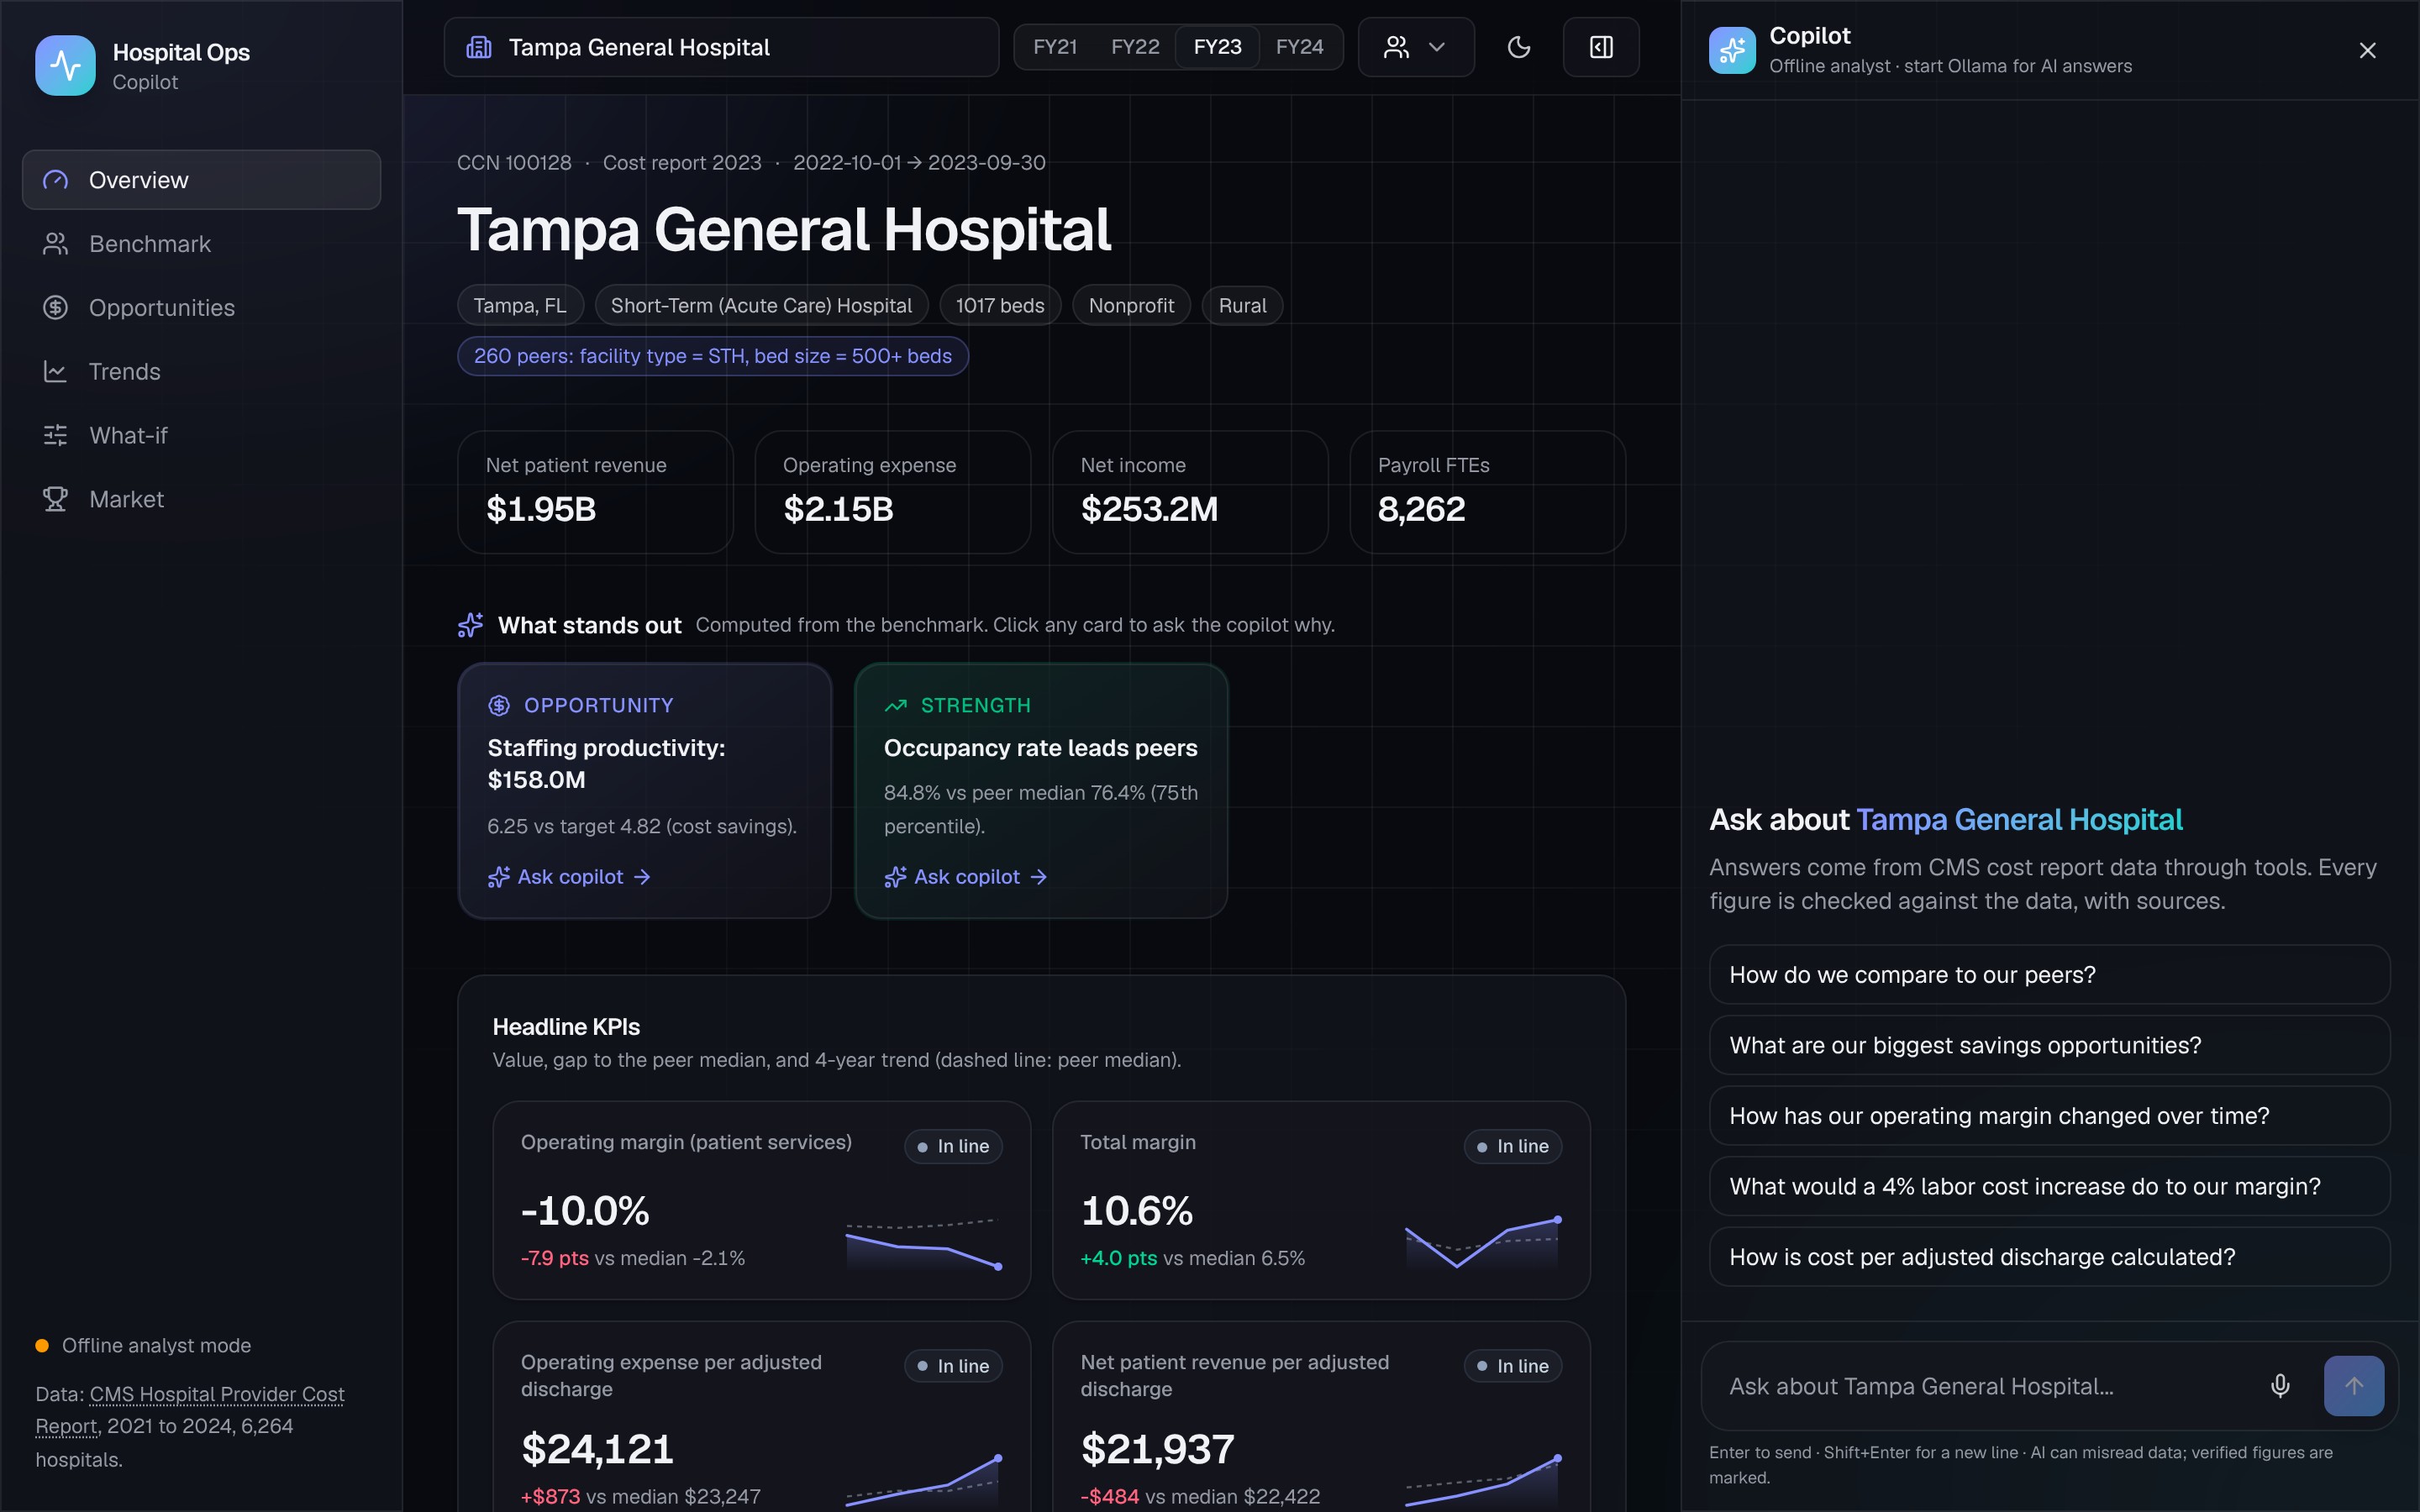 Hospital Ops
Copilot
Overview
Benchmark
Opportunities
Trends
What-if
Market
Offline analyst mode
Data: CMS Hospital Provider Cost
Report, 2021 to 2024, 6,264
hospitals.
Tampa General Hospital
FY21 FY22 FY23 FY24
CCN 100128 · Cost report 2023 · 2022-10-01 → 2023-09-30
Tampa General Hospital
Tampa, FL Short-Term (Acute Care) Hospital 1017 beds Nonprofit Rural
260 peers: facility type = STH, bed size = 500+ beds
Net patient revenue
$1.95B
Operating expense
$2.15B
Net income
$253.2M
Payroll FTEs
8,262
What stands out Computed from the benchmark. Click any card to ask the copilot why.
OPPORTUNITY
Staffing productivity:
$158.0M
6.25 vs target 4.82 (cost savings).
Ask copilot →
STRENGTH
Occupancy rate leads peers
84.8% vs peer median 76.4% (75th
percentile).
Ask copilot →
Headline KPIs
Value, gap to the peer median, and 4-year trend (dashed line: peer median).
Operating margin (patient services)
In line
-10.0%
-7.9 pts vs median -2.1%
Total margin
In line
10.6%
+4.0 pts vs median 6.5%
Operating expense per adjusted
discharge
In line
$24,121
+$873 vs median $23,247
Net patient revenue per adjusted
discharge
In line
$21,937
-$484 vs median $22,422
Copilot
Offline analyst · start Ollama for AI answers
Ask about Tampa General Hospital
Answers come from CMS cost report data through tools. Every
figure is checked against the data, with sources.
How do we compare to our peers?
What are our biggest savings opportunities?
How has our operating margin changed over time?
What would a 4% labor cost increase do to our margin?
How is cost per adjusted discharge calculated?
Ask about Tampa General Hospital...
Enter to send · Shift+Enter for a new line · AI can misread data; verified figures are
marked.